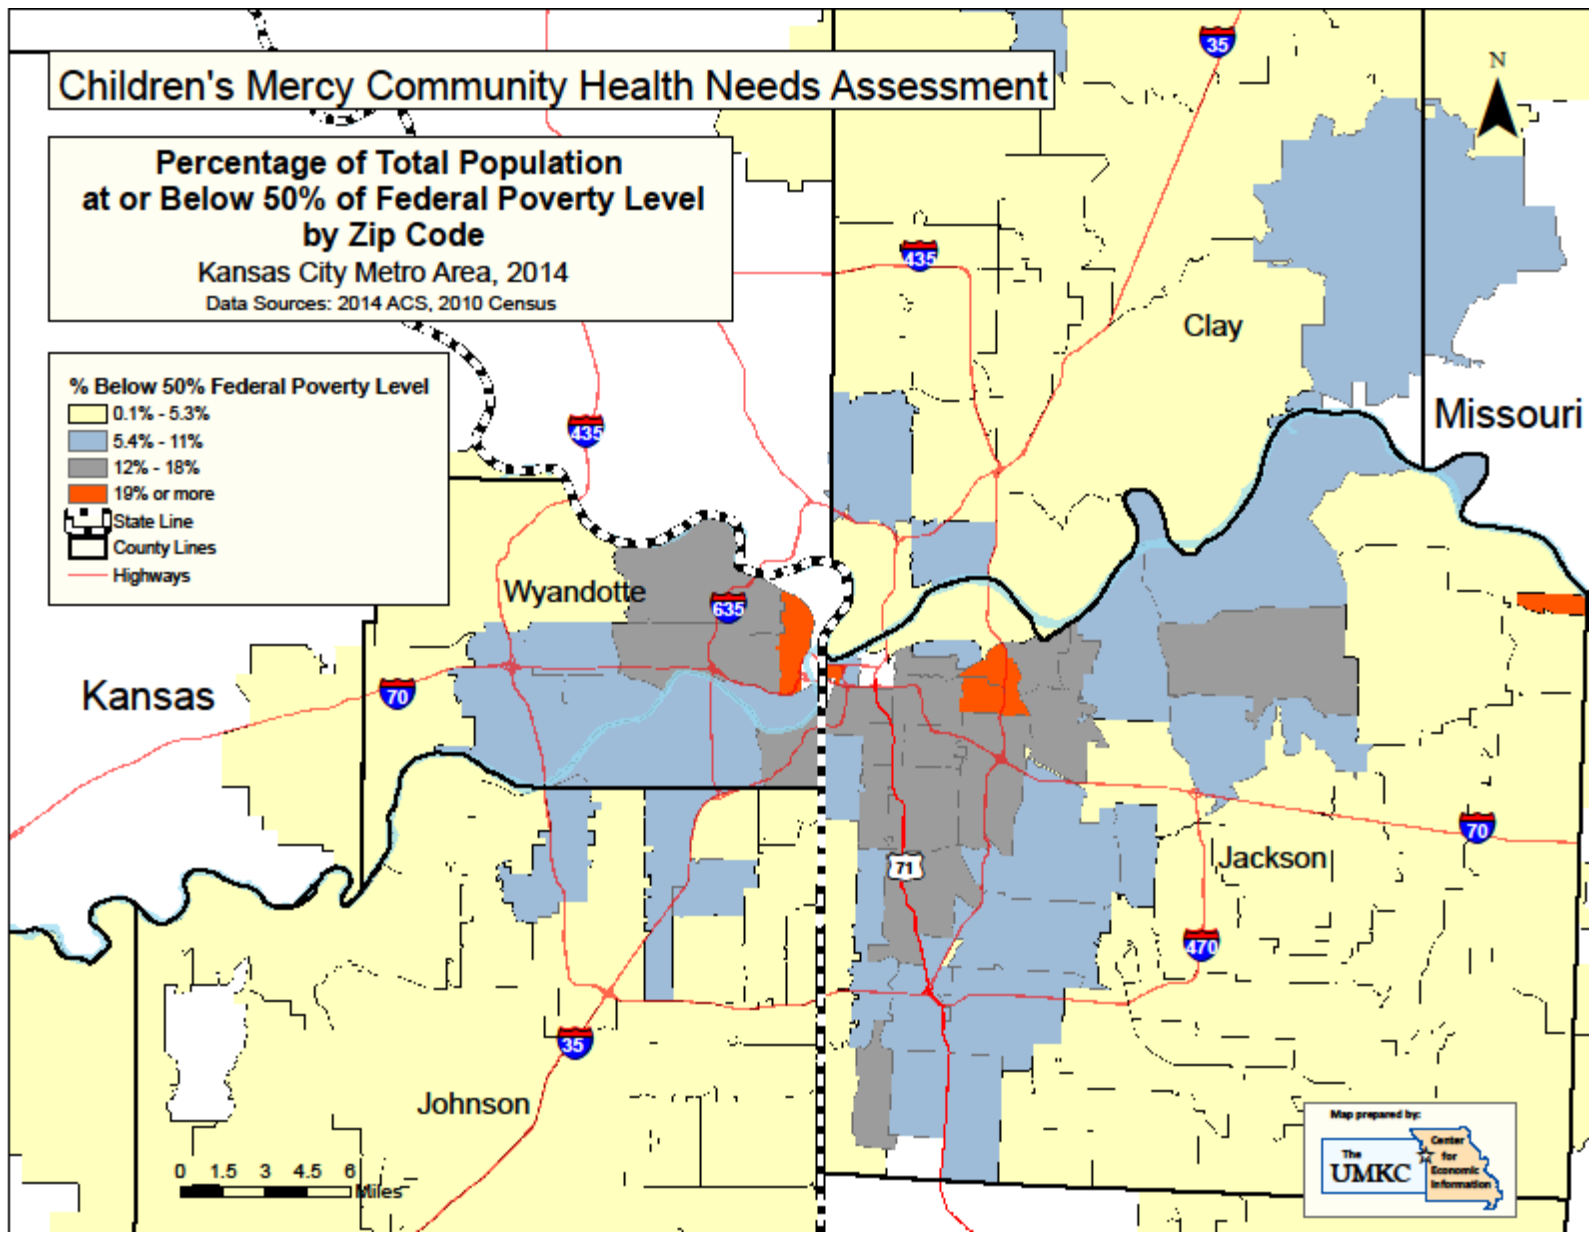 Children's Mercy Community Health Needs Assessment
Percentage of Total Population
at or Below 50% of Federal Poverty Level
by Zip Code
Kansas City Metro Area, 2014
Data Sources: 2014 ACS, 2010 Census
% Below 50% Federal Poverty Level
0.1% - 5.3%
5.4% - 11%
12% - 18%
19% or more
State Line
County Lines
Highways
N
35
435
Clay
Missouri
435
Wyandotte
635
Kansas
70
70
71
Jackson
470
35
Johnson
0 1.5 3 4.5 6
Miles
Map prepared by:
The
UMKC
Center
for
Economic
Information